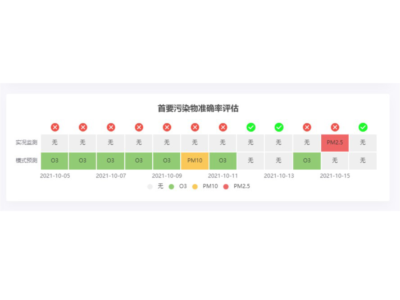 首要污染物准确率评估
实况监测 无 无 无 无 无 无 无 无 无 无 PM2.5 无
模式预测 O3 O3 O3 O3 O3 PM10 O3 无 无 O3 无 无
2021-10-05 2021-10-07 2021-10-09 2021-10-11 2021-10-13 2021-10-15
无 O3 PM10 PM2.5